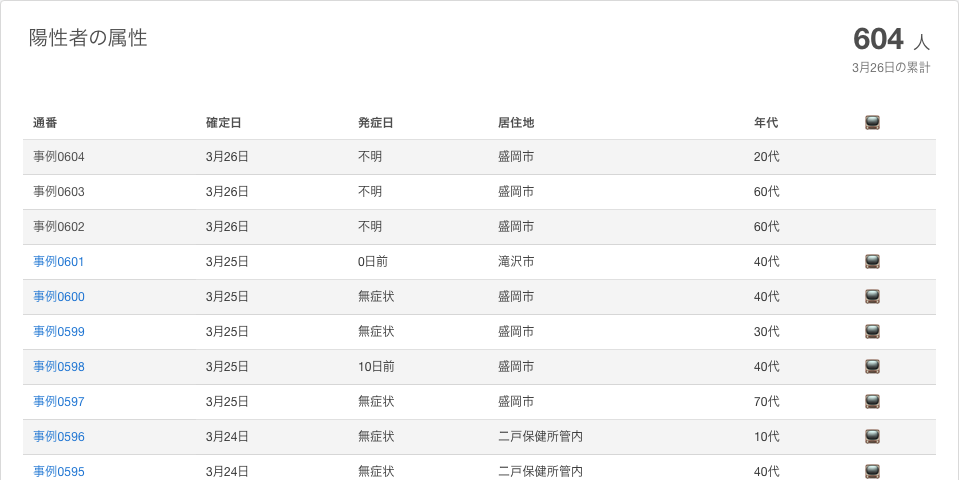 陽性者の属性
604 人
3月26日の累計
通番 確定日 発症日 居住地 年代
事例0604 3月26日 不明 盛岡市 20代
事例0603 3月26日 不明 盛岡市 60代
事例0602 3月26日 不明 盛岡市 60代
事例0601 3月25日 0日前 滝沢市 40代
事例0600 3月25日 無症状 盛岡市 40代
事例0599 3月25日 無症状 盛岡市 30代
事例0598 3月25日 10日前 盛岡市 40代
事例0597 3月25日 無症状 盛岡市 70代
事例0596 3月24日 無症状 二戸保健所管内 10代
事例0595 3月24日 無症状 二戸保健所管内 40代